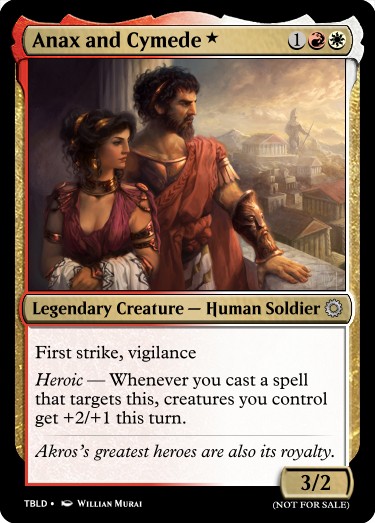 Anax and Cymede ★ 1
Legendary Creature — Human Soldier
First strike, vigilance
Heroic — Whenever you cast a spell
that targets this, creatures you control
get +2/+1 this turn.
Akros's greatest heroes are also its royalty.
3/2
TBLD • Willian Murai (NOT FOR SALE)